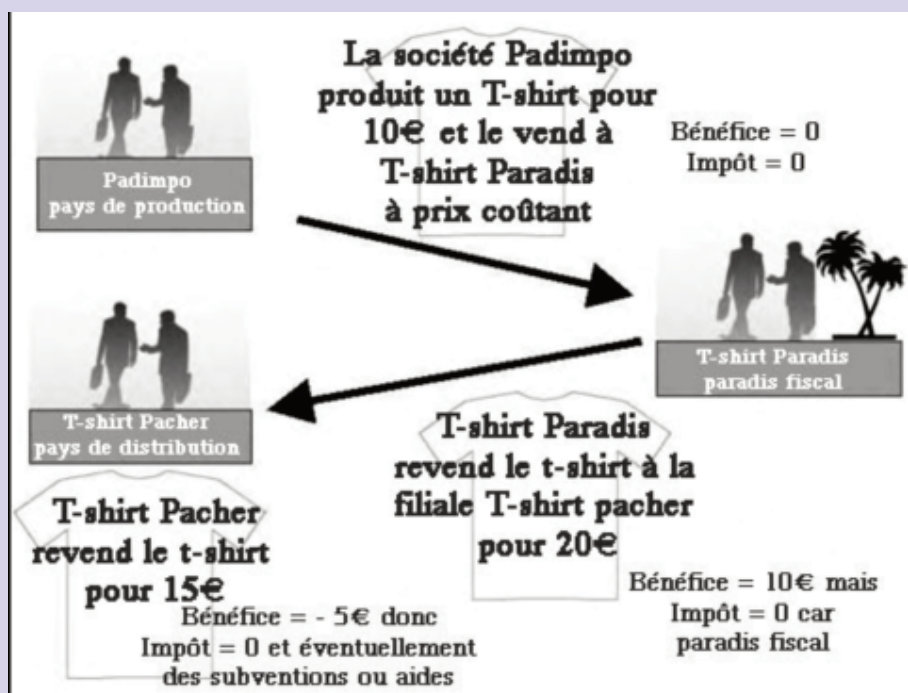 La société Padimpo
produit un T-shirt pour
10€ et le vend à
T-shirt Paradis
à prix coûtant
Bénéfice = 0
Impôt = 0
Padimpo
pays de production
T-shirt Paradis
paradis fiscal
T-shirt Pacher
pays de distribution
T-shirt Paradis
revend le t-shirt à la
filiale T-shirt pacher
pour 20€
Bénéfice = 10€ mais
Impôt = 0 car
paradis fiscal
T-shirt Pacher
revend le t-shirt
pour 15€
Bénéfice = - 5€ donc
Impôt = 0 et éventuellement
des subventions ou aides